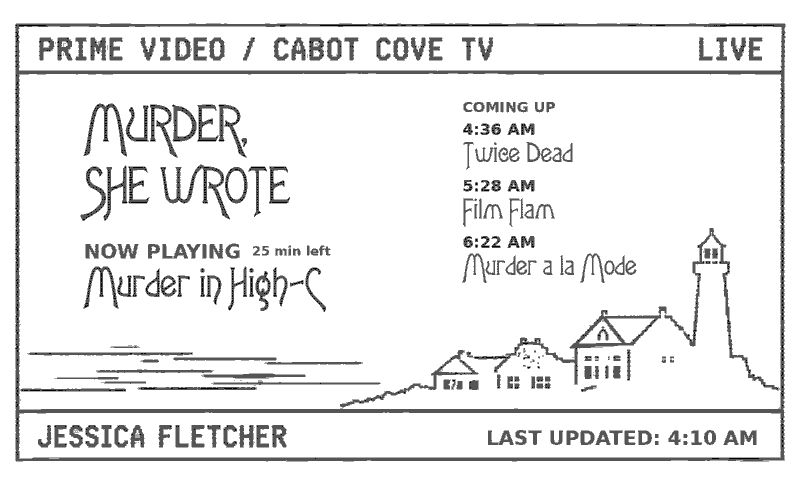 PRIME VIDEO / CABOT COVE TV
LIVE
MURDER,
SHE WROTE
NOW PLAYING 25 min left
Murder in High-C
COMING UP
4:36 AM
Twice Dead
5:28 AM
Film Flam
6:22 AM
Murder a la Mode
JESSICA FLETCHER
LAST UPDATED: 4:10 AM